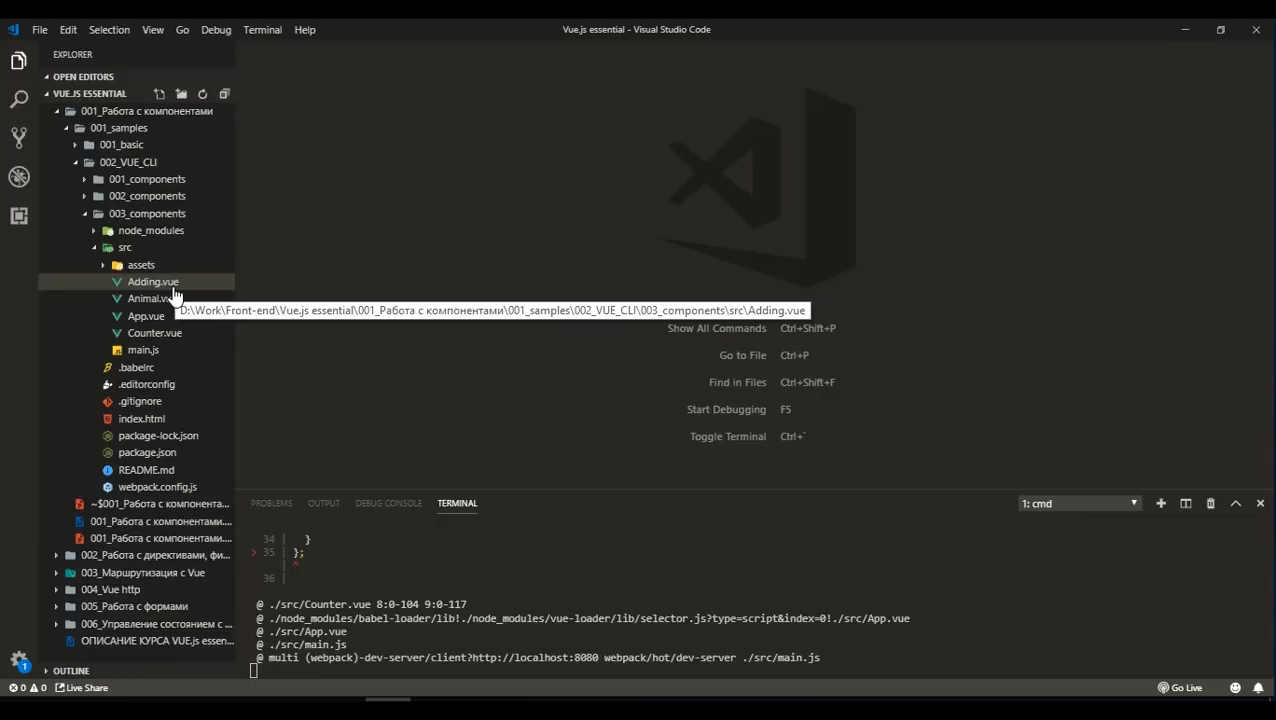 File Edit Selection View Go Debug Terminal Help
Vue.js essential - Visual Studio Code
EXPLORER
OPEN EDITORS
VUE.JS ESSENTIAL
001_Работа с компонентами
001_samples
001_basic
002_VUE_CLI
001_components
002_components
003_components
node_modules
src
assets
Adding.vue
Animal.vue
D:\Work\Front-end\Vue.js essential\001_Работа с компонентами\001_samples\002_VUE_CLI\003_components\src\Adding.vue
App.vue
Counter.vue
main.js
.babelrc
.editorconfig
.gitignore
index.html
package-lock.json
package.json
README.md
webpack.config.js
~$001_Работа с компонента...
001_Работа с компонентами....
001_Работа с компонентами....
002_Работа с директивами, фи...
003_Маршрутизация с Vue
004_Vue http
005_Работа с формами
006_Управление состоянием с ...
ОПИСАНИЕ КУРСА VUE.js essen...
OUTLINE
Show All Commands Ctrl+Shift+P
Go to File Ctrl+P
Find in Files Ctrl+Shift+F
Start Debugging F5
Toggle Terminal Ctrl+`
PROBLEMS OUTPUT DEBUG CONSOLE TERMINAL
1: cmd
34 | }
> 35 | };
| ^
36 |
@ ./src/Counter.vue 8:0-104 9:0-117
@ ./node_modules/babel-loader/lib!./node_modules/vue-loader/lib/selector.js?type=script&index=0!./src/App.vue
@ ./src/App.vue
@ ./src/main.js
@ multi (webpack)-dev-server/client?http://localhost:8080 webpack/hot/dev-server ./src/main.js
1
0 0 Live Share
Go Live